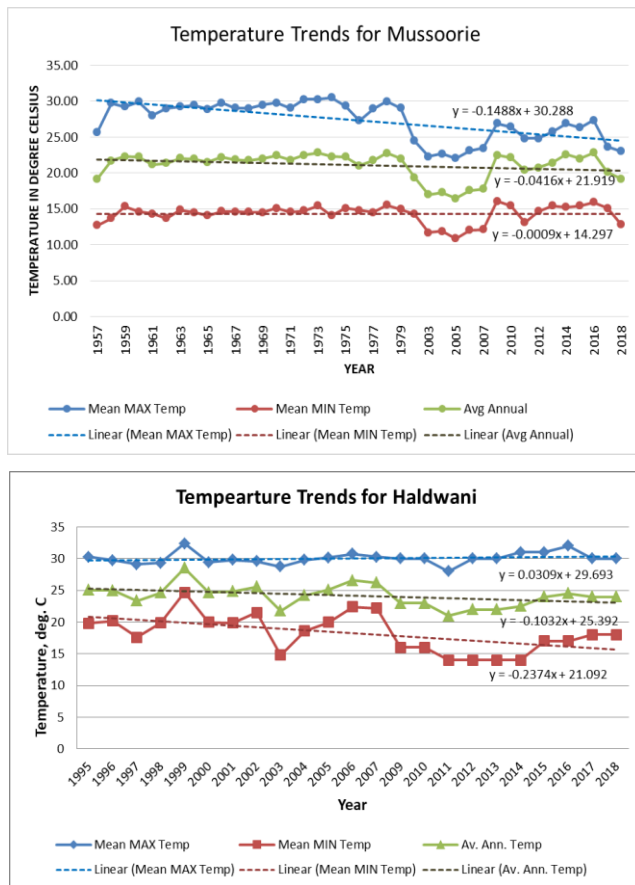 Temperature Trends for Mussoorie
TEMPERATURE IN DEGREE CELSIUS
35.00
30.00
25.00
20.00
15.00
10.00
5.00
0.00
y = -0.1488x + 30.288
y = -0.0416x + 21.919
y = -0.0009x + 14.297
1957 1959 1961 1963 1965 1967 1969 1971 1973 1975 1977 1979 2003 2005 2007 2010 2012 2014 2016 2018
YEAR
Mean MAX Temp Mean MIN Temp Avg Annual
Linear (Mean MAX Temp) Linear (Mean MIN Temp) Linear (Avg Annual)
Tempearture Trends for Haldwani
Temperature, deg. C
35
30
25
20
15
10
5
0
y = 0.0309x + 29.693
y = -0.1032x + 25.392
y = -0.2374x + 21.092
1995 1996 1997 1998 1999 2000 2001 2002 2003 2004 2005 2006 2007 2009 2010 2011 2012 2013 2014 2015 2016 2017 2018
Year
Mean MAX Temp Mean MIN Temp Av. Ann. Temp
Linear (Mean MAX Temp) Linear (Mean MIN Temp) Linear (Av. Ann. Temp)